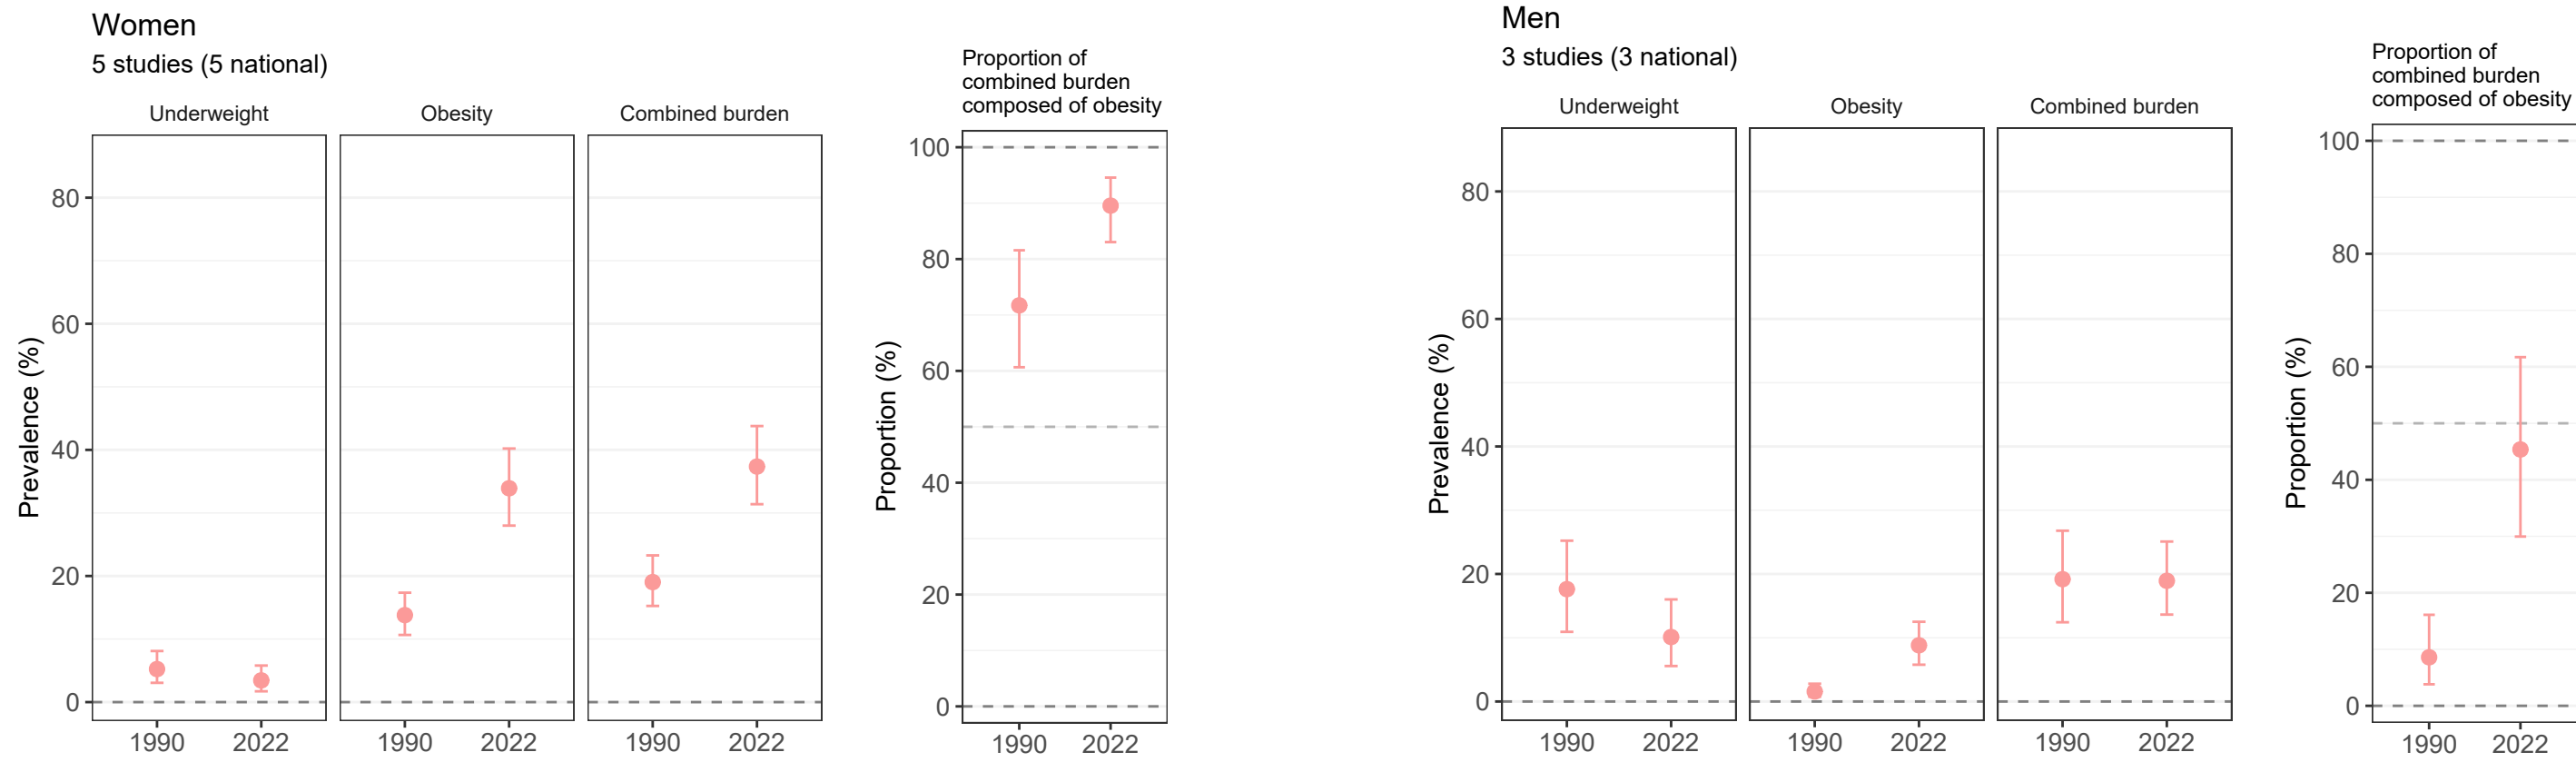 Women
5 studies (5 national)
Underweight
Obesity
Combined burden
Prevalence (%)
80
60
40
20
0
1990 2022
1990 2022
1990 2022
Proportion of
combined burden
composed of obesity
Proportion (%)
100
80
60
40
20
0
1990 2022
Men
3 studies (3 national)
Underweight
Obesity
Combined burden
Prevalence (%)
80
60
40
20
0
1990 2022
1990 2022
1990 2022
Proportion of
combined burden
composed of obesity
Proportion (%)
100
80
60
40
20
0
1990 2022